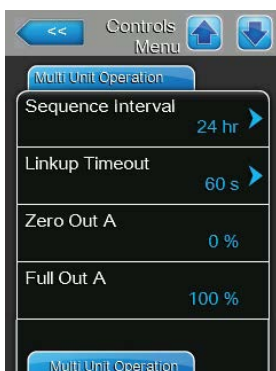 << Controls
Menu
Multi Unit Operation
Sequence Interval
24 hr
Linkup Timeout
60 s
Zero Out A
0 %
Full Out A
100 %
Multi Unit Operation